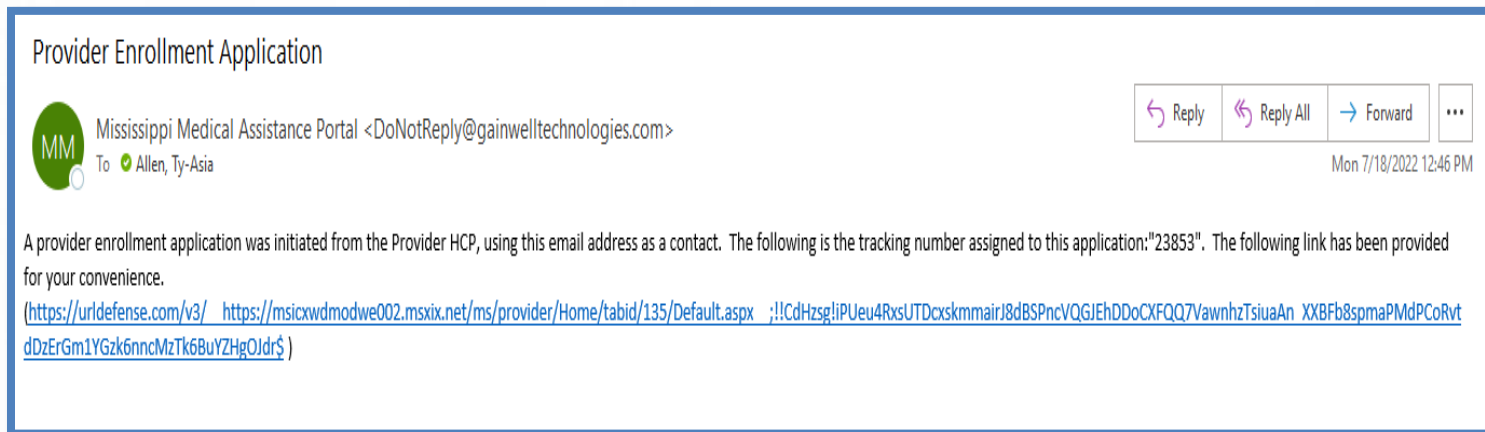 Provider Enrollment Application
Reply
Reply All
Forward
MM
Mississippi Medical Assistance Portal <DoNotReply@gainwelltechnologies.com>
To Allen, Ty-Asia
Mon 7/18/2022 12:46 PM
A provider enrollment application was initiated from the Provider HCP, using this email address as a contact. The following is the tracking number assigned to this application:"23853". The following link has been provided
for your convenience.
(https://urldefense.com/v3/__https://msicxwdmodwe002.msxix.net/ms/provider/Home/tabid/135/Default.aspx__;!!CdHzsg!iPUeu4RxsUTDcxskmmairJ8dBSPncVQGJEhDDoCXFQQ7VawnhzTsiuaAn_XXBFb8spmaPMdPCoRvt
dDzErGm1YGzk6nncMzTk6BuYZHgOJdr$ )